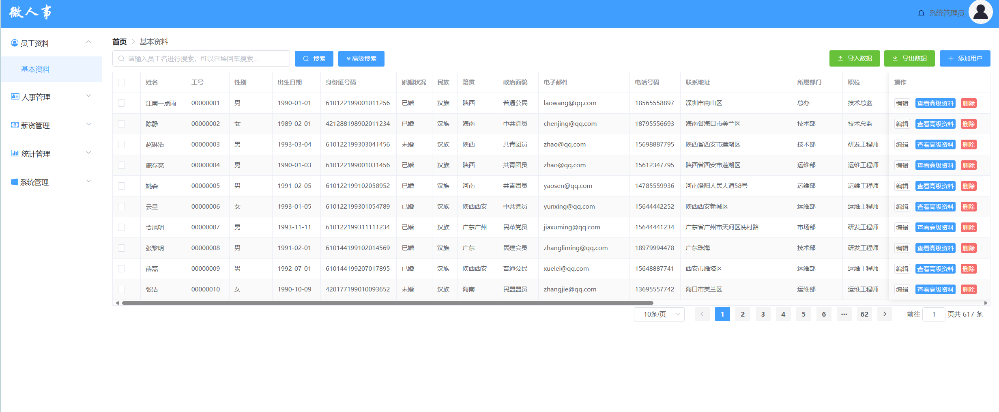 微人事
系统管理员
员工资料
基本资料
人事管理
薪资管理
统计管理
系统管理
首页 基本资料
请输入员工名进行搜索，可以直接回车搜索... 搜索 高级搜索 导入数据 导出数据 添加用户
姓名 工号 性别 出生日期 身份证号码 婚姻状况 民族 籍贯 政治面貌 电子邮件 电话号码 联系地址 所属部门 职位 操作
江南一点雨 00000001 男 1990-01-01 610122199001011256 已婚 汉族 陕西 普通公民 laowang@qq.com 18565558897 深圳市南山区 总办 技术总监 编辑 查看高级资料 删除
陈静 00000002 女 1989-02-01 421288198902011234 已婚 汉族 海南 中共党员 chenjing@qq.com 18795556693 海南省海口市美兰区 技术部 技术总监 编辑 查看高级资料 删除
赵琳浩 00000003 男 1993-03-04 610122199303041456 未婚 汉族 陕西 共青团员 zhao@qq.com 15698887795 陕西省西安市莲湖区 技术部 研发工程师 编辑 查看高级资料 删除
鹿存亮 00000004 男 1990-01-03 610122199001031456 已婚 汉族 陕西 共青团员 zhao@qq.com 15612347795 陕西省西安市莲湖区 运维部 运维工程师 编辑 查看高级资料 删除
姚森 00000005 男 1991-02-05 610122199102058952 已婚 汉族 河南 共青团员 yaosen@qq.com 14785559936 河南洛阳人民大道58号 运维部 运维工程师 编辑 查看高级资料 删除
云星 00000006 女 1993-01-05 610122199301054789 已婚 汉族 陕西西安 中共党员 yunxing@qq.com 15644442252 陕西西安新城区 运维部 运维工程师 编辑 查看高级资料 删除
贾旭明 00000007 男 1993-11-11 610122199311111234 已婚 汉族 广东广州 民革党员 jiaxuming@qq.com 15644441234 广东省广州市天河区冼村路 市场部 研发工程师 编辑 查看高级资料 删除
张黎明 00000008 男 1991-02-01 610144199102014569 已婚 汉族 广东 民建会员 zhangliming@qq.com 18979994478 广东珠海 技术部 研发工程师 编辑 查看高级资料 删除
薛磊 00000009 男 1992-07-01 610144199207017895 已婚 汉族 陕西西安 普通公民 xuelei@qq.com 15648887741 西安市雁塔区 运维部 运维工程师 编辑 查看高级资料 删除
张洁 00000010 女 1990-10-09 420177199010093652 未婚 汉族 海南 民盟盟员 zhangjie@qq.com 13695557742 海口市美兰区 运维部 运维工程师 编辑 查看高级资料 删除
10条/页 1 2 3 4 5 6 ••• 62 前往 1 页共 617 条